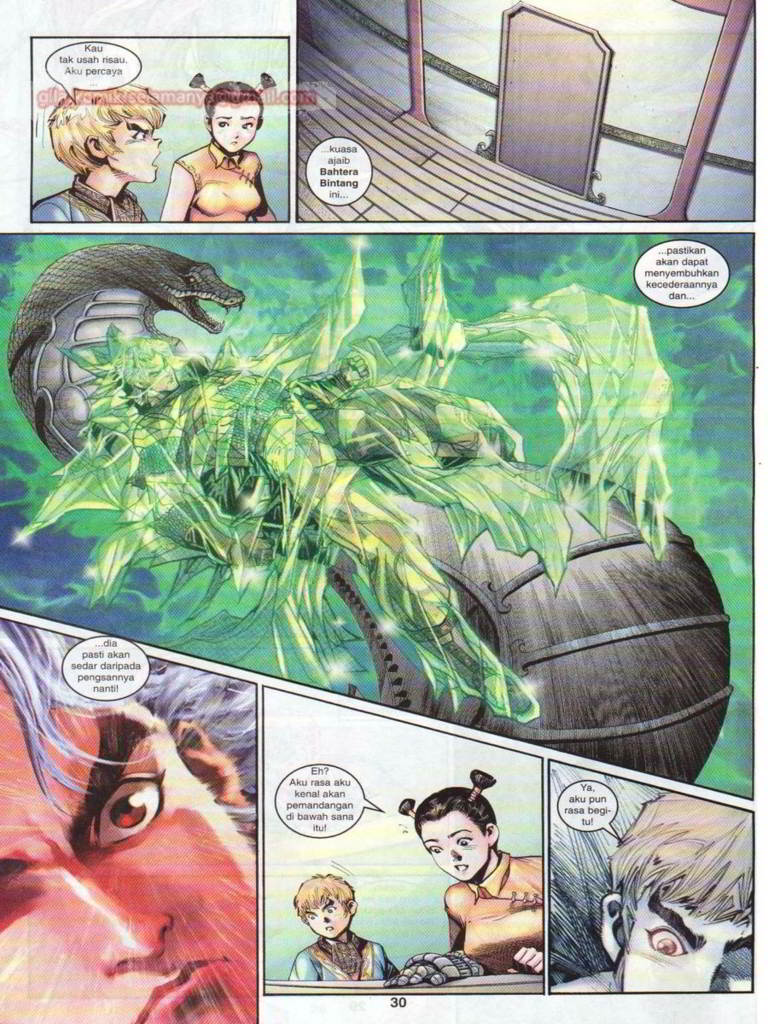 Kau
tak usah risau.
Aku percaya
...
...kuasa
ajaib
Bahtera
Bintang
ini...
...pastikan
akan dapat
menyembuhkan
kecederaannya
dan...
...dia
pasti akan
sedar daripada
pengsannya
nanti!
Eh?
Aku rasa aku
kenal akan
pemandangan
di bawah sana
itu!
Ya,
aku pun
rasa begi-
tu!
30